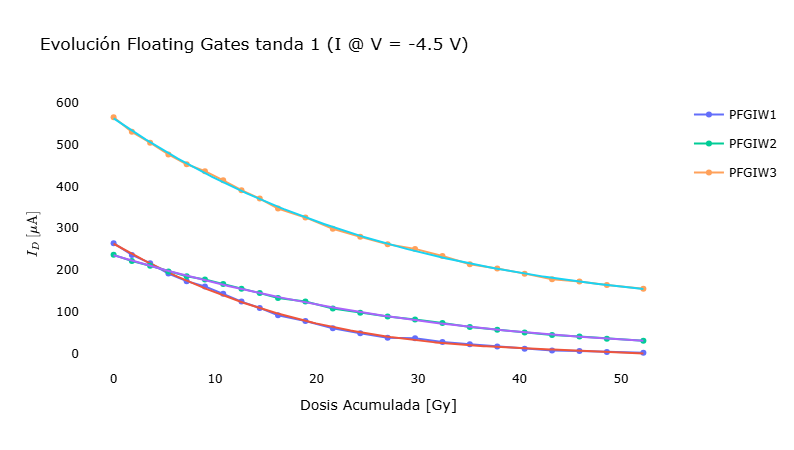 Evolución Floating Gates tanda 1 (I @ V = -4.5 V)
600
500
400
300
200
100
0
I_D [μA]
0
10
20
30
40
50
Dosis Acumulada [Gy]
PFGIW1
PFGIW2
PFGIW3